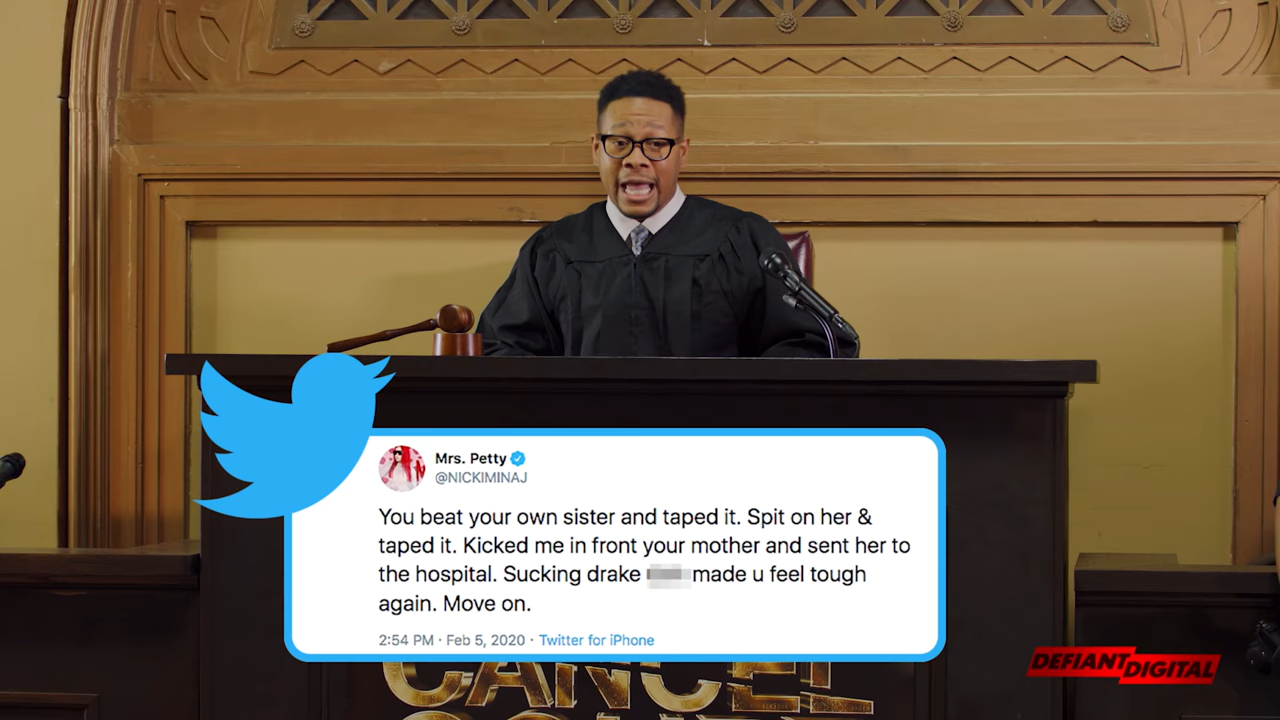 Mrs. Petty
@NICKIMINAJ
You beat your own sister and taped it. Spit on her &
taped it. Kicked me in front your mother and sent her to
the hospital. Sucking drake made u feel tough
again. Move on.
2:54 PM · Feb 5, 2020 · Twitter for iPhone
CANCEL
DEFIANT DIGITAL